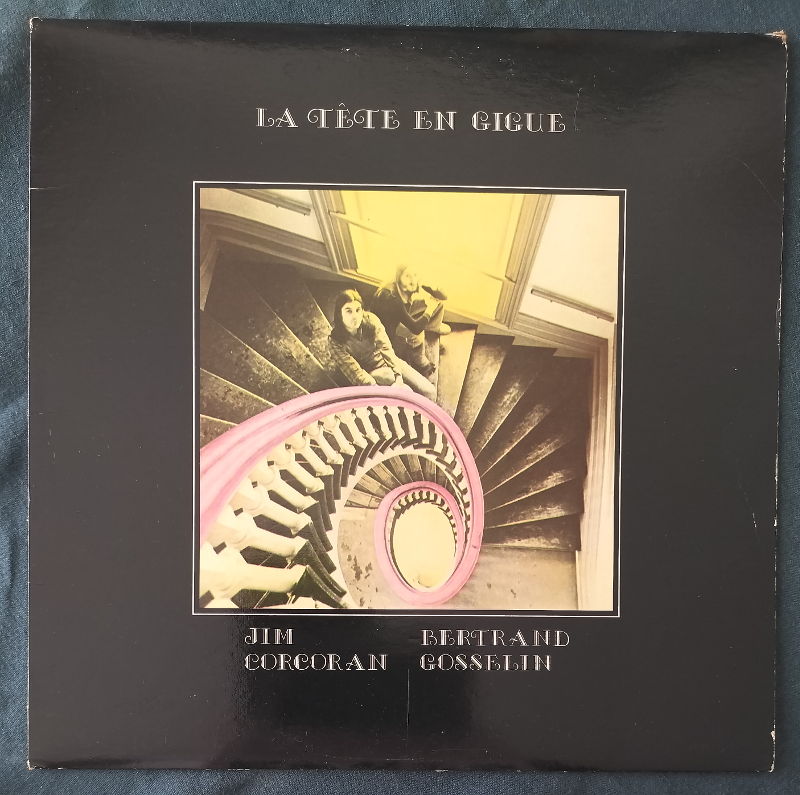 LA TÊTE EN GIGUE
JIM BERTRAND
CORCORAN GOSSELIN